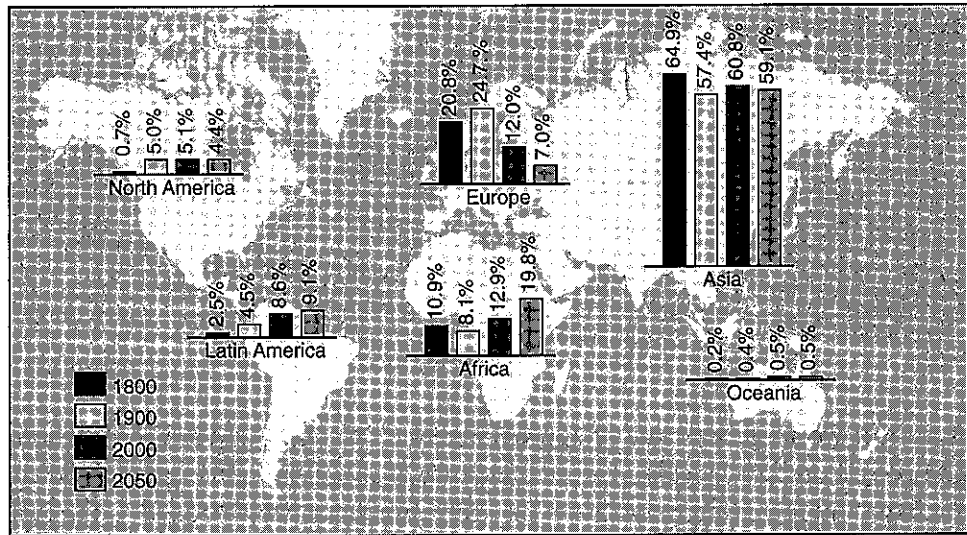 0.7% 5.0% 5.1% 4.4%
North America
20.8% 24.7% 12.0% 7.0%
Europe
64.9% 57.4% 60.8% 59.1%
Asia
2.5% 4.5% 8.6% 9.1%
Latin America
10.9% 8.1% 12.9% 19.8%
Africa
0.2% 0.4% 0.5% 0.5%
Oceania
1800
1900
2000
2050